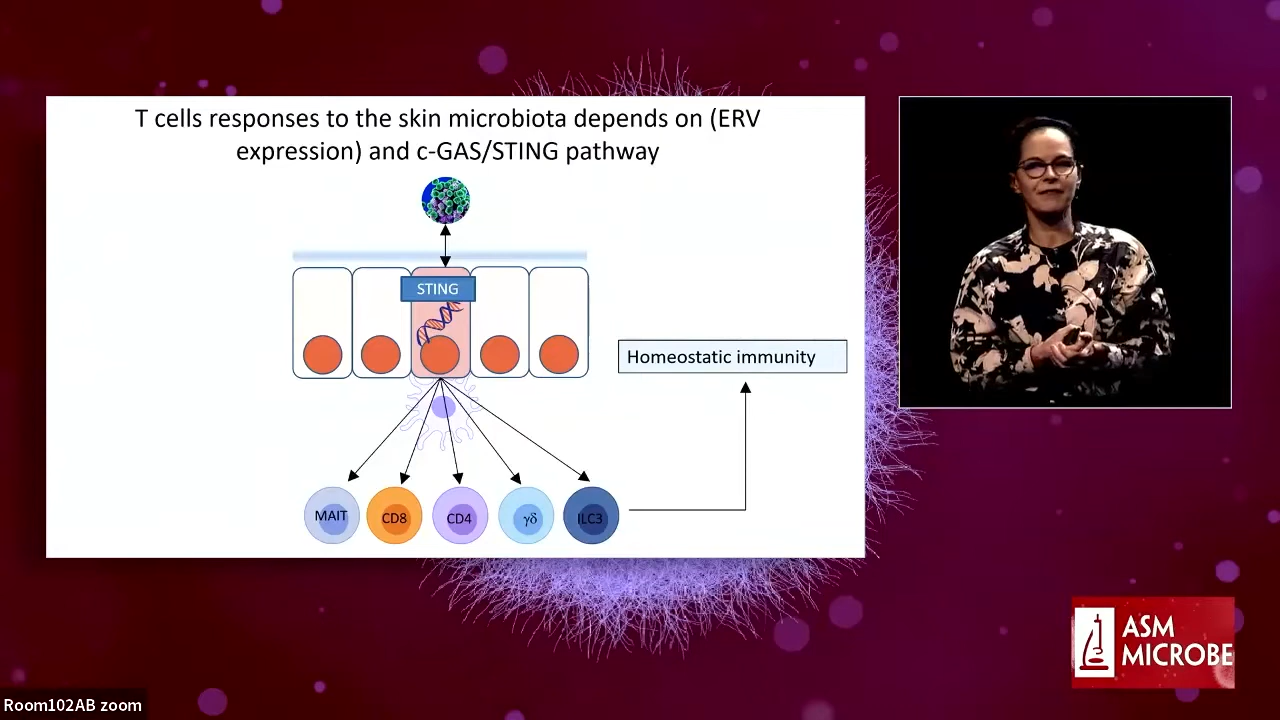 T cells responses to the skin microbiota depends on (ERV
expression) and c-GAS/STING pathway
STING
Homeostatic immunity
MAIT
CD8
CD4
γδ
ILC3
ASM
MICROBE
Room102AB zoom